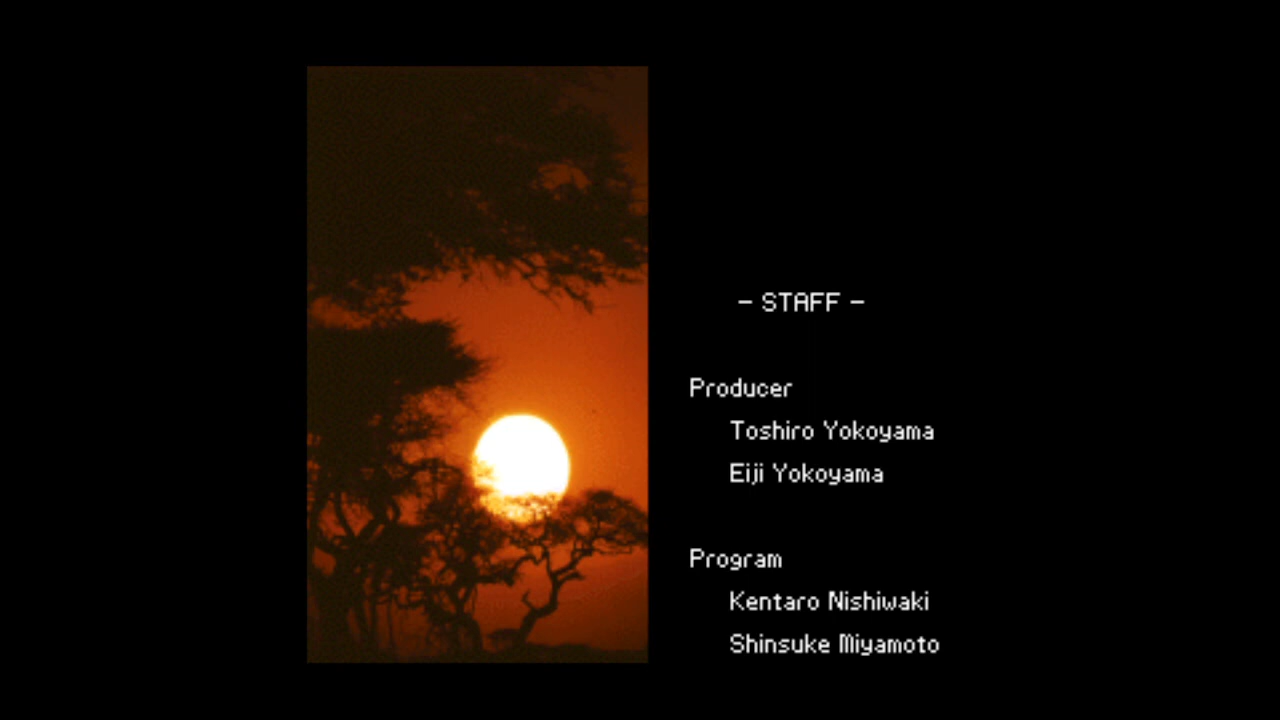 - STAFF -
Producer
Toshiro Yokoyama
Eiji Yokoyama
Program
Kentaro Nishiwaki
Shinsuke Miyamoto